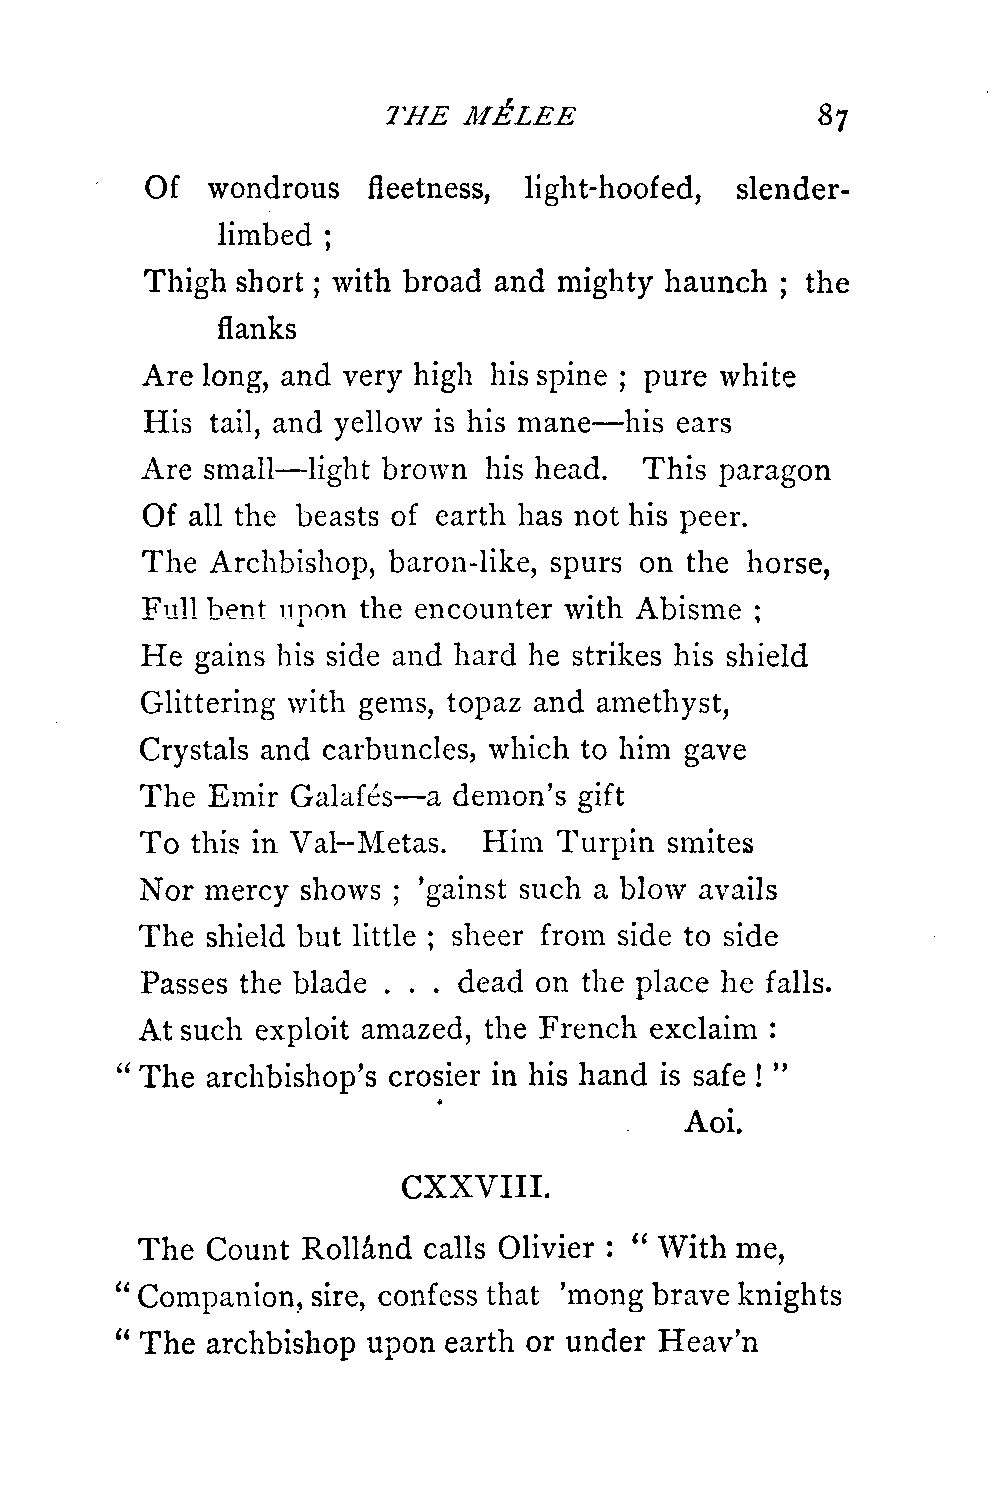 THE MÉLEE 87
Of wondrous fleetness, light-hoofed, slender-
limbed ;
Thigh short ; with broad and mighty haunch ; the
flanks
Are long, and very high his spine ; pure white
His tail, and yellow is his mane—his ears
Are small—light brown his head. This paragon
Of all the beasts of earth has not his peer.
The Archbishop, baron-like, spurs on the horse,
Full bent upon the encounter with Abisme ;
He gains his side and hard he strikes his shield
Glittering with gems, topaz and amethyst,
Crystals and carbuncles, which to him gave
The Emir Galafés—a demon's gift
To this in Val-Metas. Him Turpin smites
Nor mercy shows ; 'gainst such a blow avails
The shield but little ; sheer from side to side
Passes the blade . . . dead on the place he falls.
At such exploit amazed, the French exclaim :
“ The archbishop's crosier in his hand is safe ! ”
Aoi.
CXXVIII.
The Count Rollánd calls Olivier : “ With me,
“ Companion, sire, confess that 'mong brave knights
“ The archbishop upon earth or under Heav'n